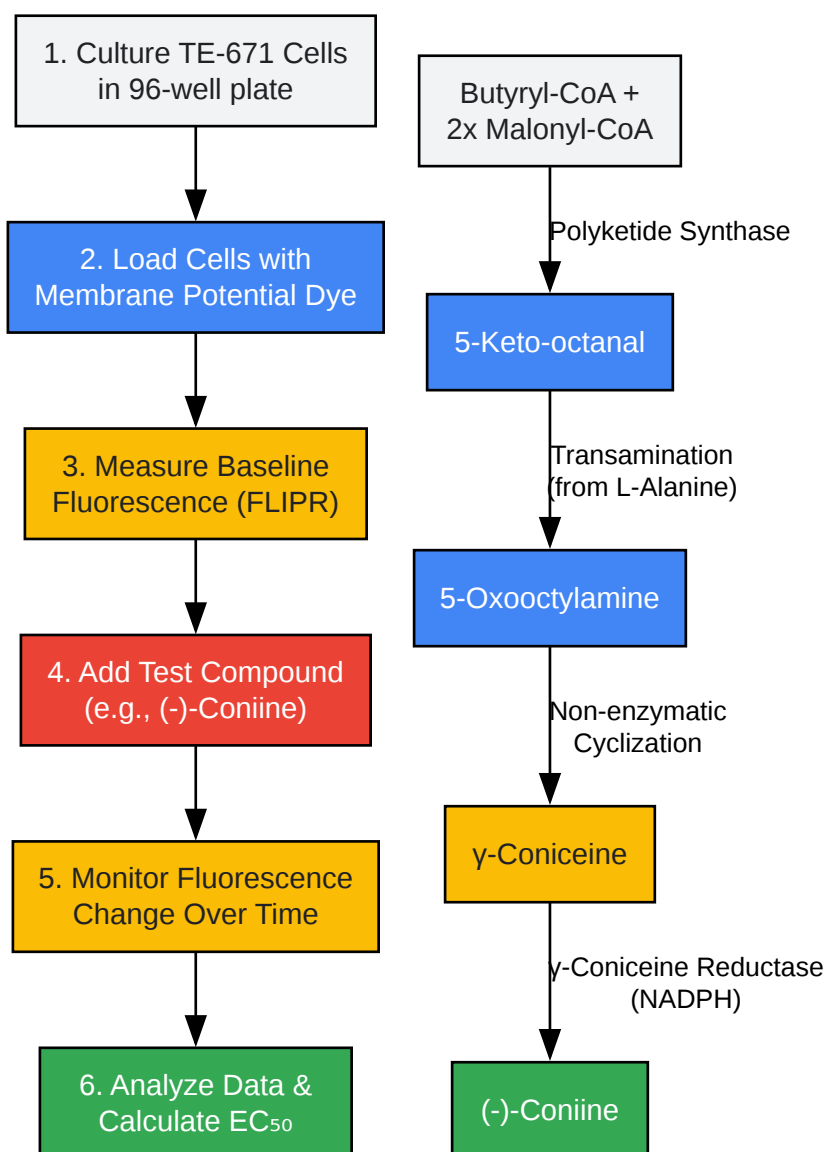 1. Culture TE-671 Cells
in 96-well plate
2. Load Cells with
Membrane Potential Dye
3. Measure Baseline
Fluorescence (FLIPR)
4. Add Test Compound
(e.g., (-)-Coniine)
5. Monitor Fluorescence
Change Over Time
6. Analyze Data &
Calculate EC₅₀
Butyryl-CoA +
2x Malonyl-CoA
Polyketide Synthase
5-Keto-octanal
Transamination
(from L-Alanine)
5-Oxooctylamine
Non-enzymatic
Cyclization
γ-Coniceine
γ-Coniceine Reductase
(NADPH)
(-)-Coniine